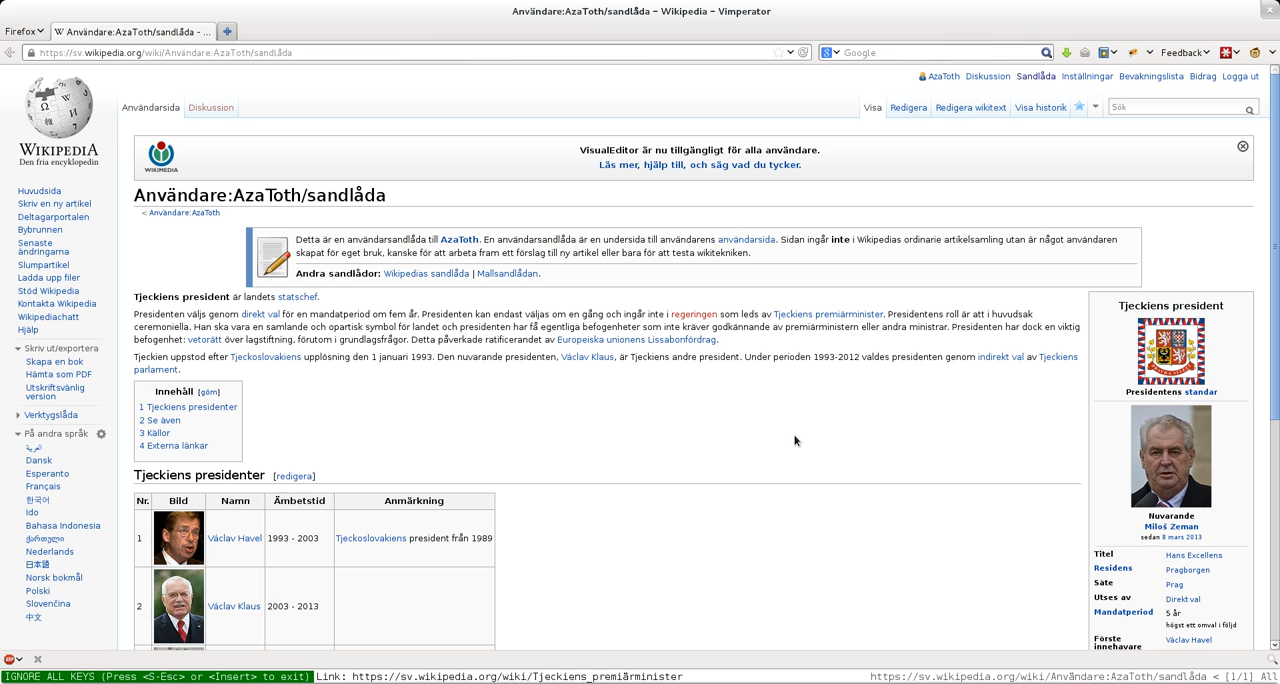 Användare:AzaToth/sandlåda - Wikipedia - Vimperator
Firefox
W Användare:AzaToth/sandlåda - ...
https://sv.wikipedia.org/wiki/Användare:AzaToth/sandlåda
Google
Feedback
AzaToth Diskussion Sandlåda Inställningar Bevakningslista Bidrag Logga ut
Användarsida Diskussion
Visa Redigera Redigera wikitext Visa historik
Sök
WIKIPEDIA
Den fria encyklopedin
WIKIMEDIA
VisualEditor är nu tillgängligt för alla användare.
Läs mer, hjälp till, och säg vad du tycker.
Huvudsida
Skriv en ny artikel
Deltagarportalen
Bybrunnen
Senaste
ändringarna
Slumpartikel
Ladda upp filer
Stöd Wikipedia
Kontakta Wikipedia
Wikipediachatt
Hjälp
Skriv ut/exportera
Skapa en bok
Hämta som PDF
Utskriftsvänlig
version
Verktygslåda
På andra språk
العربية
Dansk
Esperanto
Français
한국어
Ido
Bahasa Indonesia
ქართული
Nederlands
日本語
Norsk bokmål
Polski
Slovenčina
中文
Användare:AzaToth/sandlåda
< Användare:AzaToth
Detta är en användarsandlåda till AzaToth. En användarsandlåda är en undersida till användarens användarsida. Sidan ingår inte i Wikipedias ordinarie artikelsamling utan är något användaren
skapat för eget bruk, kanske för att arbeta fram ett förslag till ny artikel eller bara för att testa wikitekniken.
Andra sandlådor: Wikipedias sandlåda | Mallsandlådan.
Tjeckiens president är landets statschef.
Presidenten väljs genom direkt val för en mandatperiod om fem år. Presidenten kan endast väljas om en gång och ingår inte i regeringen som leds av Tjeckiens premiärminister. Presidentens roll är att i huvudsak
ceremoniella. Han ska vara en samlande och opartisk symbol för landet och presidenten har få egentliga befogenheter som inte kräver godkännande av premiärministern eller andra ministrar. Presidenten har dock en viktig
befogenhet: vetorätt över lagstiftning, förutom i grundlagsfrågor. Detta påverkade ratificerandet av Europeiska unionens Lissabonfördrag.
Tjeckien uppstod efter Tjeckoslovakiens upplösning den 1 januari 1993. Den nuvarande presidenten, Václav Klaus, är Tjeckiens andre president. Under perioden 1993-2012 valdes presidenten genom indirekt val av Tjeckiens
parlament.
Innehåll [göm]
1 Tjeckiens presidenter
2 Se även
3 Källor
4 Externa länkar
Tjeckiens presidenter [redigera]
Nr. Bild Namn Ämbetstid Anmärkning
1 Václav Havel 1993 - 2003 Tjeckoslovakiens president från 1989
2 Václav Klaus 2003 - 2013
Tjeckiens president
Presidentens standar
Nuvarande
Miloš Zeman
sedan 8 mars 2013
Titel Hans Excellens
Residens Pragborgen
Säte Prag
Utses av Direkt val
Mandatperiod 5 år
högst ett omval i följd
Förste
innehavare Václav Havel
ABP
IGNORE ALL KEYS (Press <S-Esc> or <Insert> to exit) Link: https://sv.wikipedia.org/wiki/Tjeckiens_premiärminister
https://sv.wikipedia.org/wiki/Användare:AzaToth/sandlåda < [1/1] All